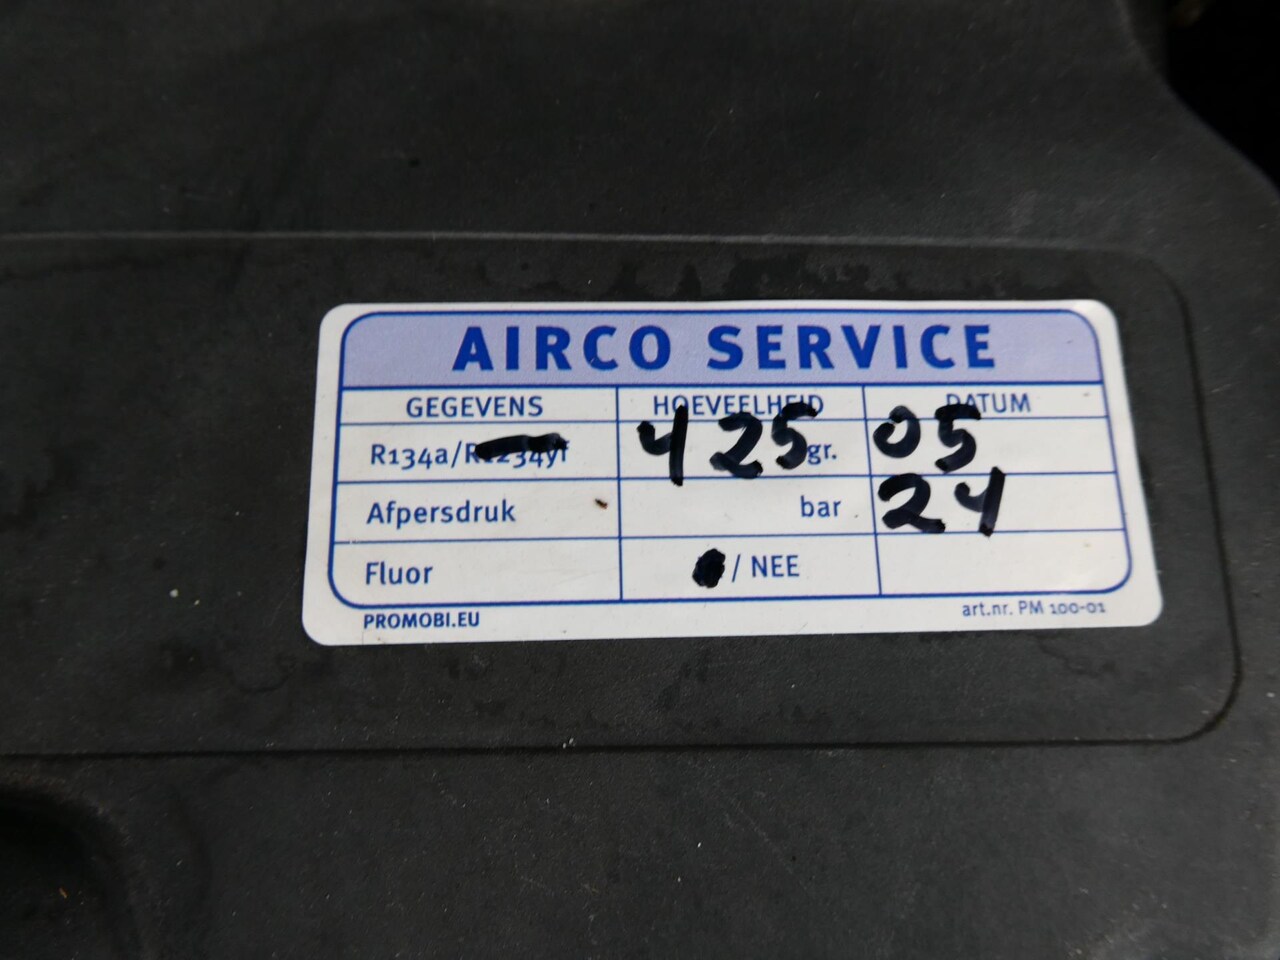 AIRCO SERVICE
GEGEVENS HOEVEELHEID DATUM
R134a/R1234yf 425 gr. 05
Afpersdruk bar 24
Fluor / NEE
PROMOBI.EU art.nr. PM 100-01